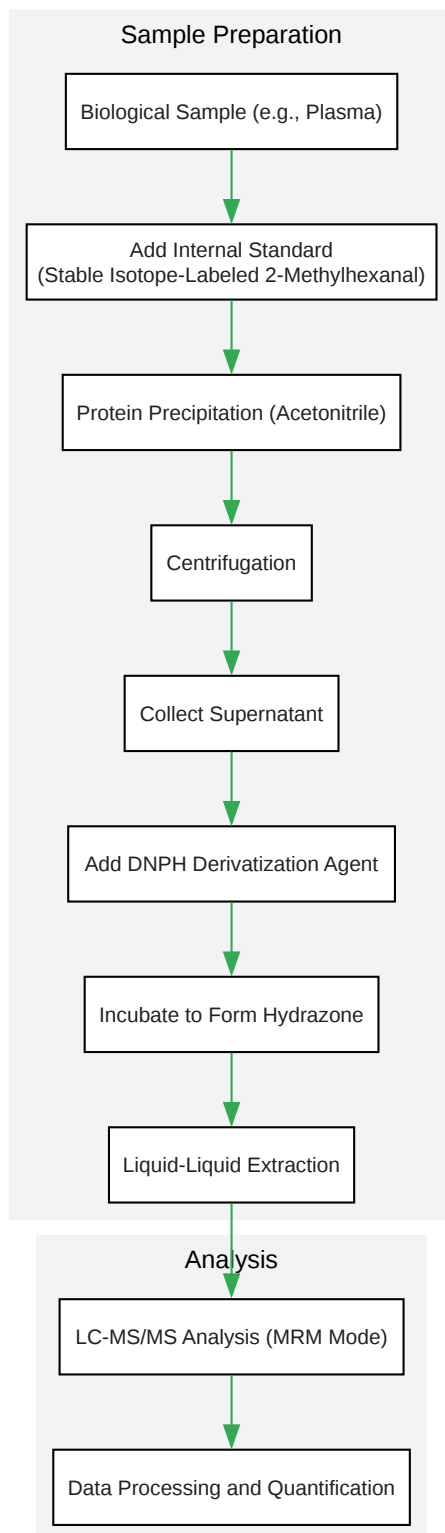 Sample Preparation
Biological Sample (e.g., Plasma)
Add Internal Standard
(Stable Isotope-Labeled 2-Methylhexanal)
Protein Precipitation (Acetonitrile)
Centrifugation
Collect Supernatant
Add DNPH Derivatization Agent
Incubate to Form Hydrazone
Liquid-Liquid Extraction
Analysis
LC-MS/MS Analysis (MRM Mode)
Data Processing and Quantification